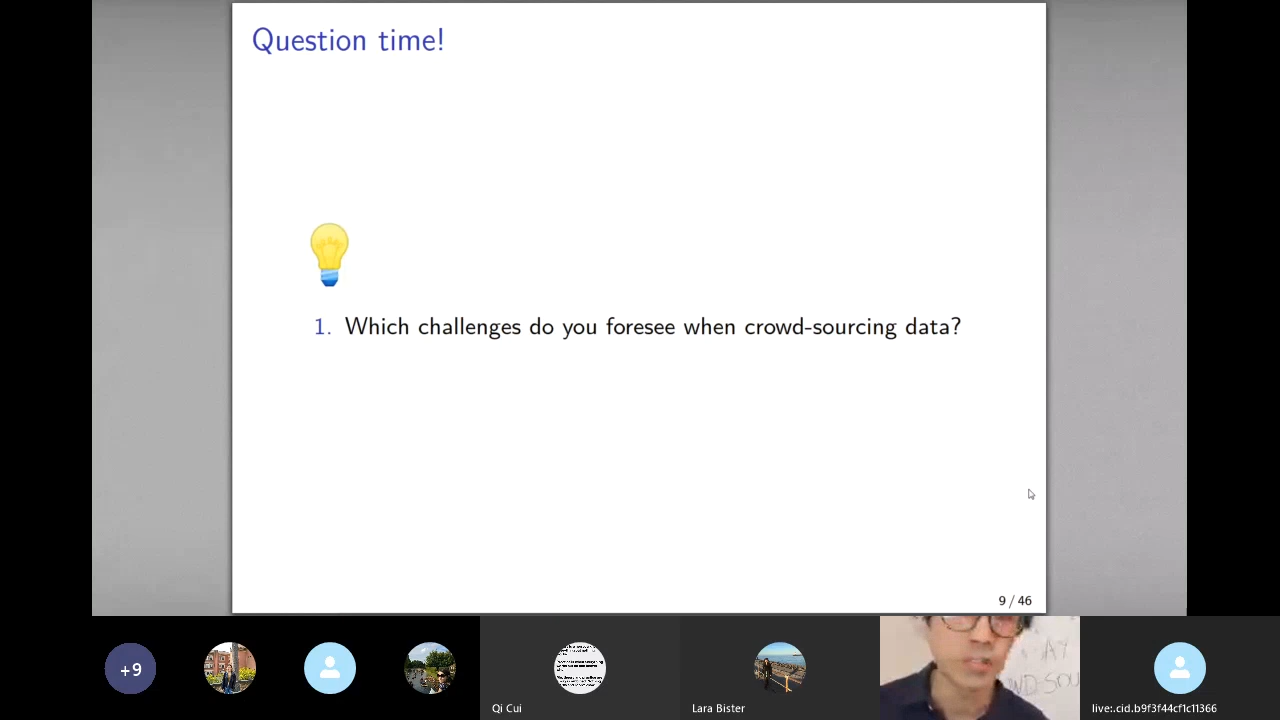 Question time!
1. Which challenges do you foresee when crowd-sourcing data?
9 / 46
+9
Qi Cui
Lara Bister
live:.cid.b9f3f44cf1c11366